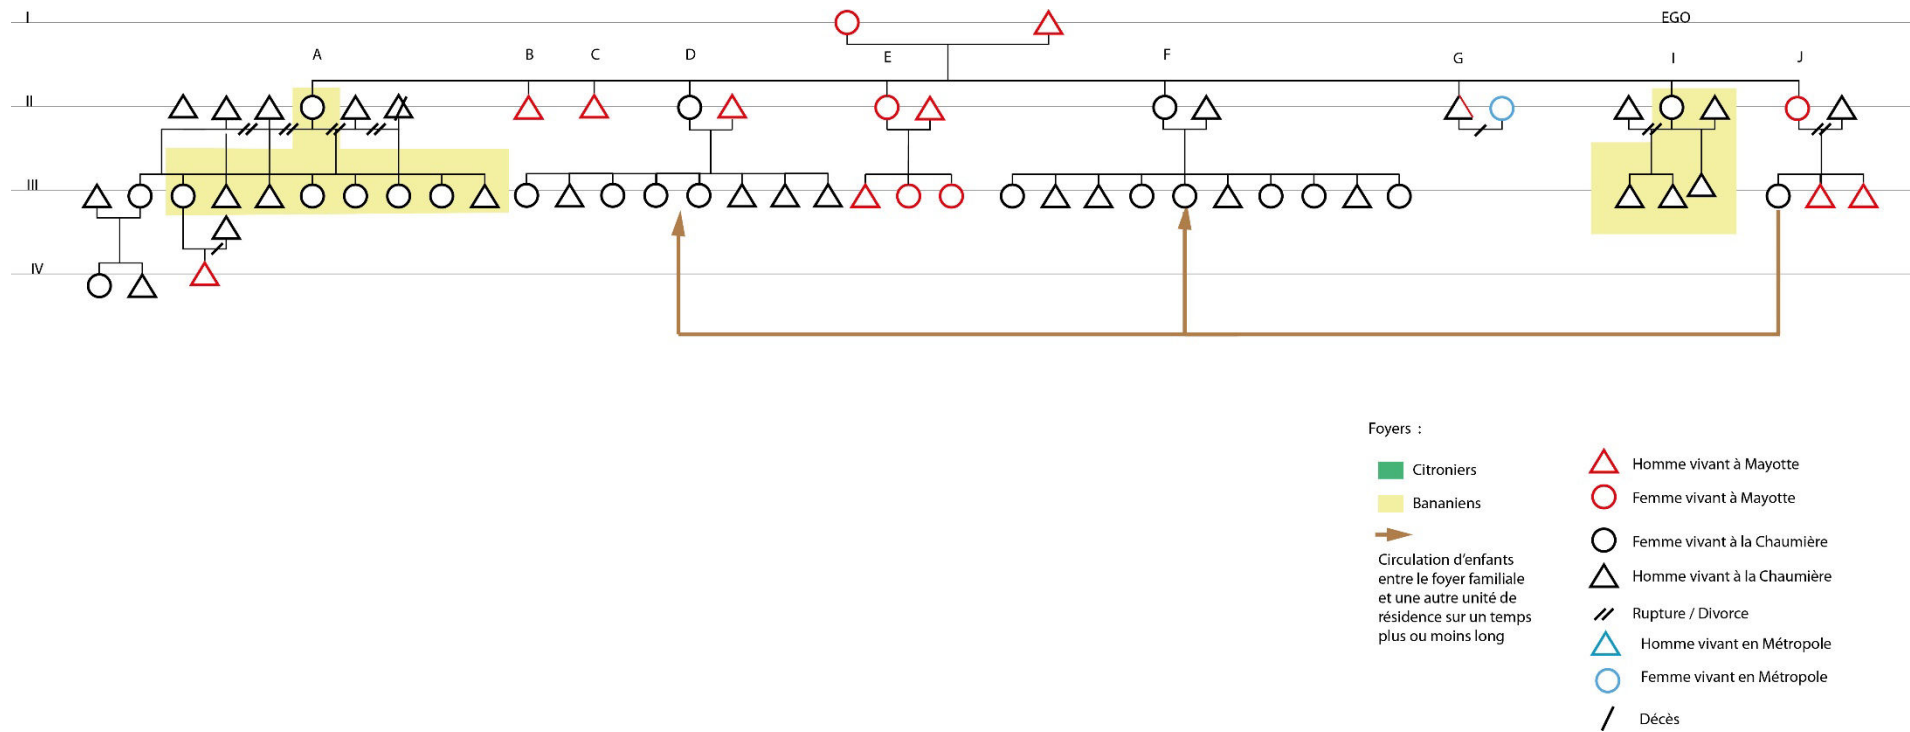 I
EGO
A
B
C
D
E
F
G
I
J
II
III
IV
Foyers :
Citroniers
Bananiens
Circulation d'enfants
entre le foyer familiale
et une autre unité de
résidence sur un temps
plus ou moins long
Homme vivant à Mayotte
Femme vivant à Mayotte
Femme vivant à la Chaumière
Homme vivant à la Chaumière
Rupture / Divorce
Homme vivant en Métropole
Femme vivant en Métropole
Décès